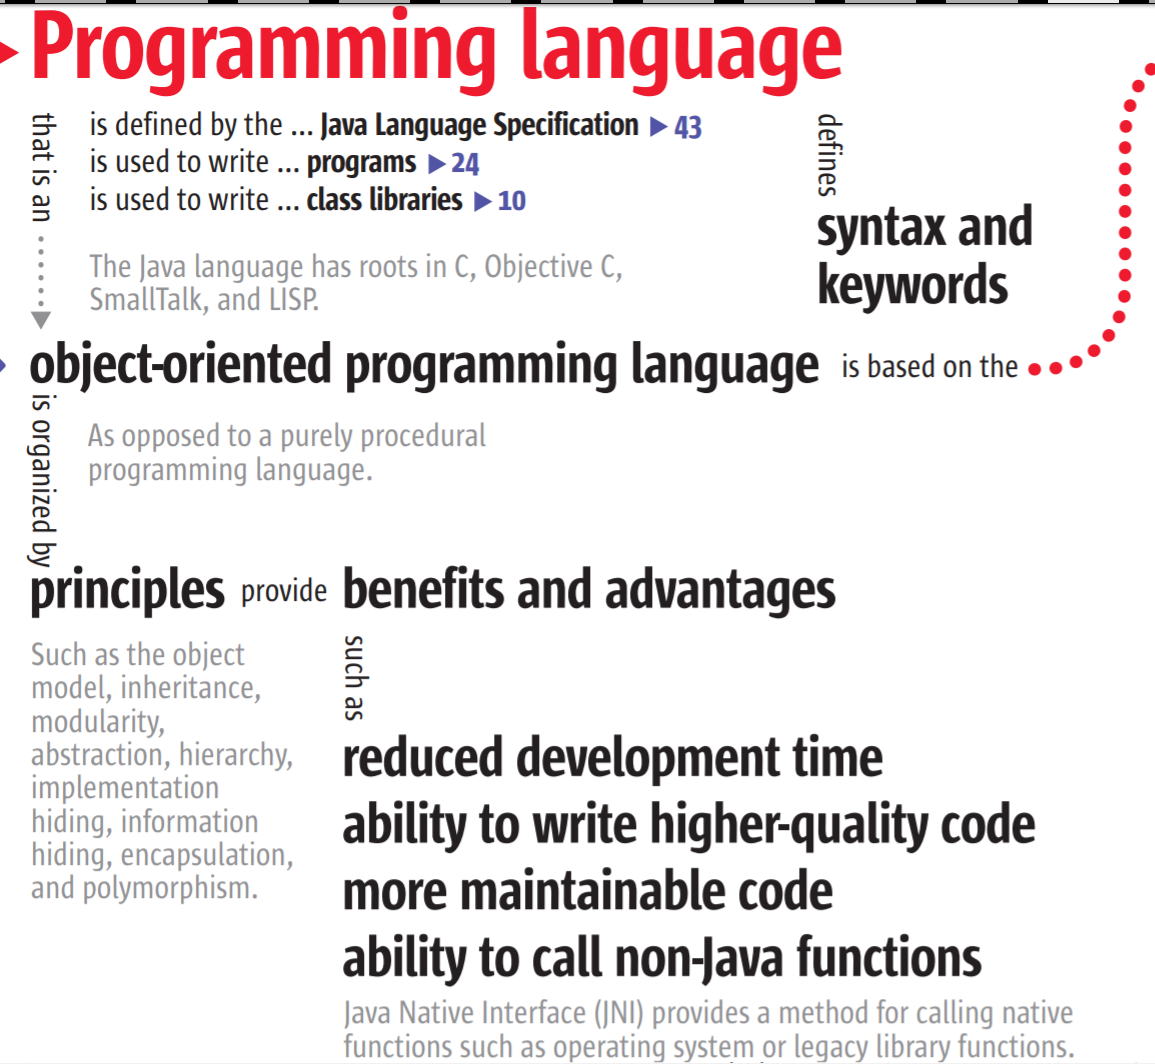 Programming language
that is an
is defined by the ... Java Language Specification ▶ 43
is used to write ... programs ▶ 24
is used to write ... class libraries ▶ 10
The Java language has roots in C, Objective C,
SmallTalk, and LISP.
defines
syntax and
keywords
object-oriented programming language is based on the
is organized by
As opposed to a purely procedural
programming language.
principles provide benefits and advantages
Such as the object
model, inheritance,
modularity,
abstraction, hierarchy,
implementation
hiding, information
hiding, encapsulation,
and polymorphism.
such as
reduced development time
ability to write higher-quality code
more maintainable code
ability to call non-Java functions
Java Native Interface (JNI) provides a method for calling native
functions such as operating system or legacy library functions.